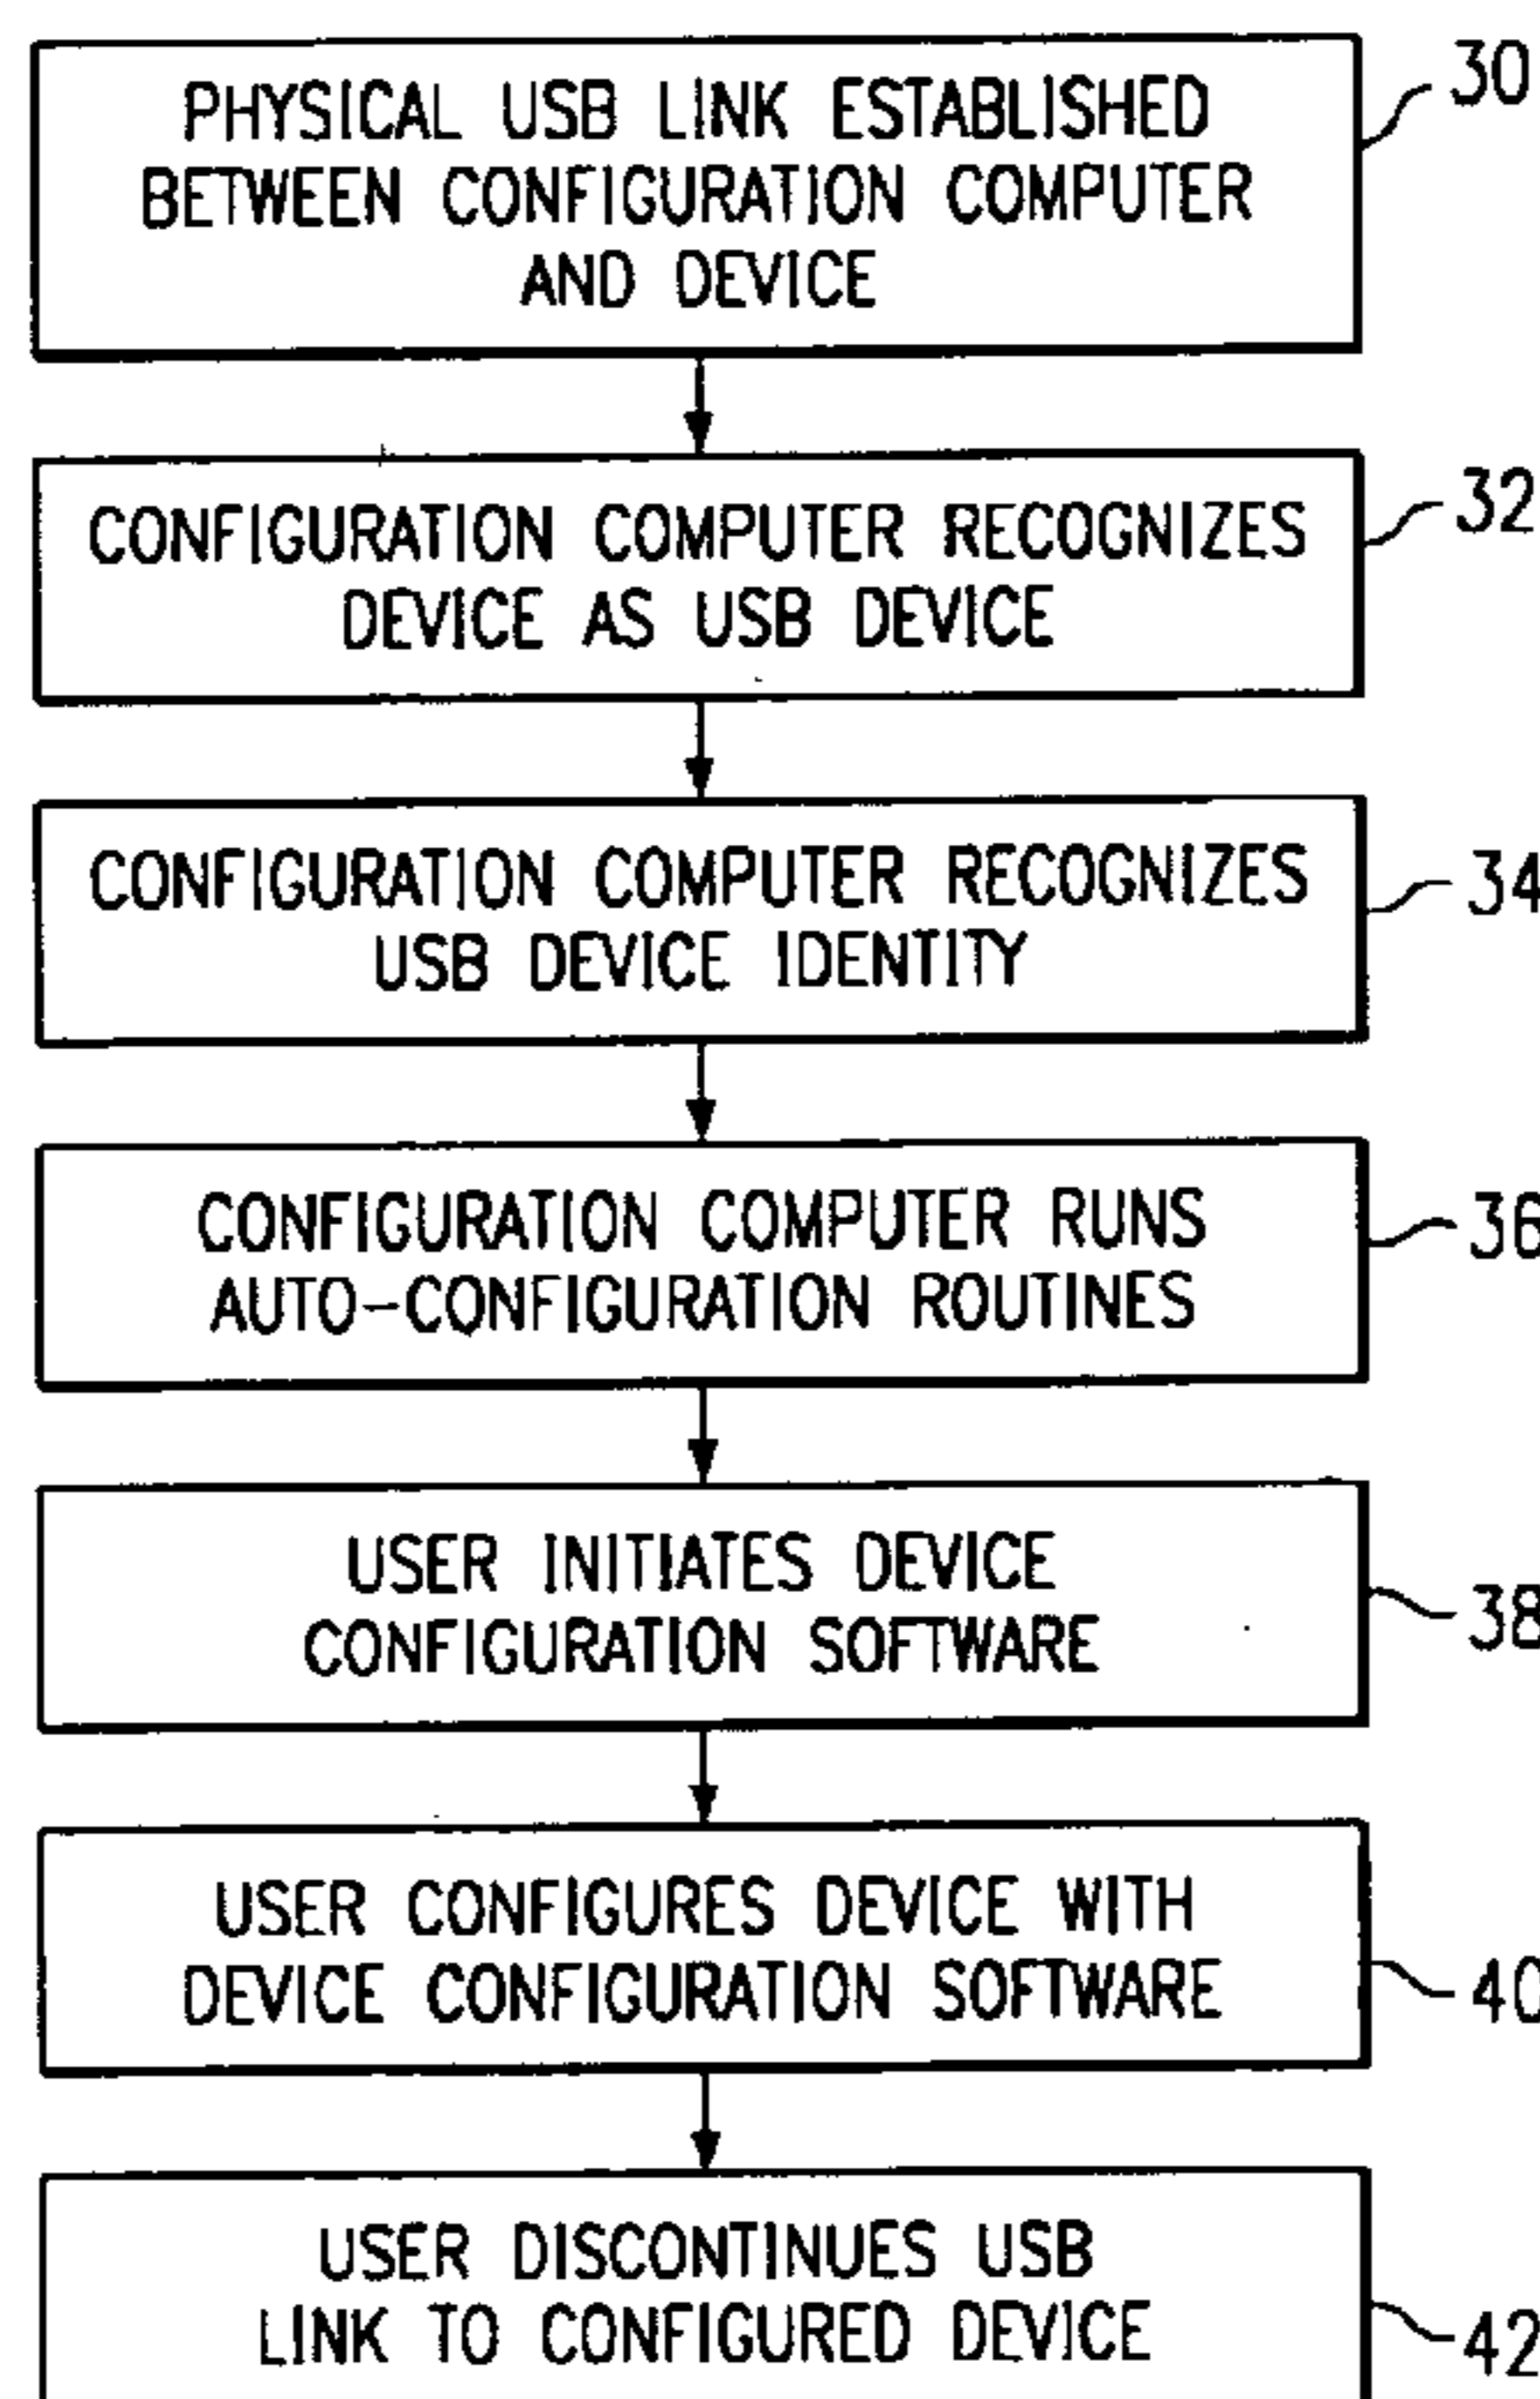 PHYSICAL USB LINK ESTABLISHED
BETWEEN CONFIGURATION COMPUTER
AND DEVICE
30
CONFIGURATION COMPUTER RECOGNIZES
DEVICE AS USB DEVICE
32
CONFIGURATION COMPUTER RECOGNIZES
USB DEVICE IDENTITY
34
CONFIGURATION COMPUTER RUNS
AUTO-CONFIGURATION ROUTINES
36
USER INITIATES DEVICE
CONFIGURATION SOFTWARE
38
USER CONFIGURES DEVICE WITH
DEVICE CONFIGURATION SOFTWARE
40
USER DISCONTINUES USB
LINK TO CONFIGURED DEVICE
42